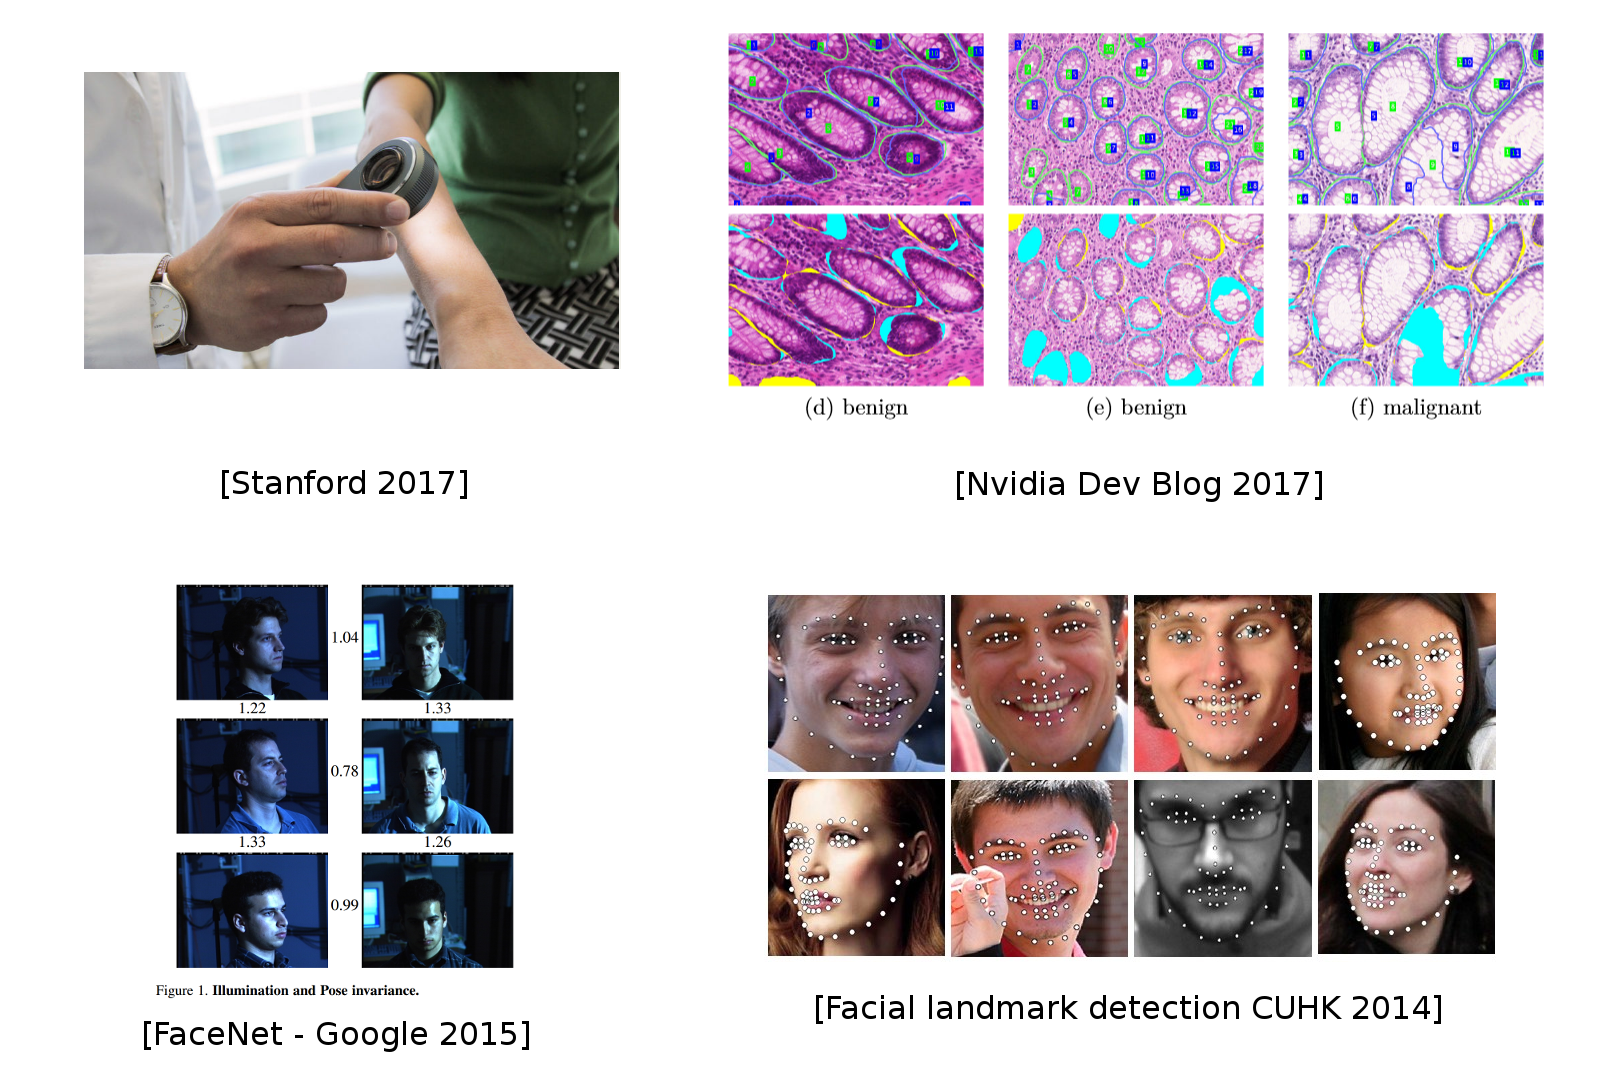 (d) benign
(e) benign
(f) malignant
[Stanford 2017]
[Nvidia Dev Blog 2017]
1.04
1.22
1.33
0.78
1.33
1.26
0.99
Figure 1. Illumination and Pose invariance.
[FaceNet - Google 2015]
[Facial landmark detection CUHK 2014]